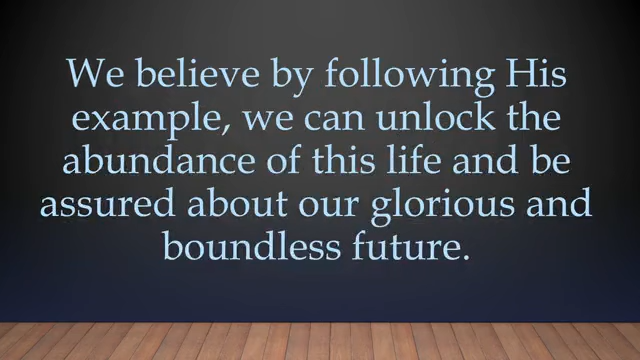 We believe by following His
example, we can unlock the
abundance of this life and be
assured about our glorious and
boundless future.